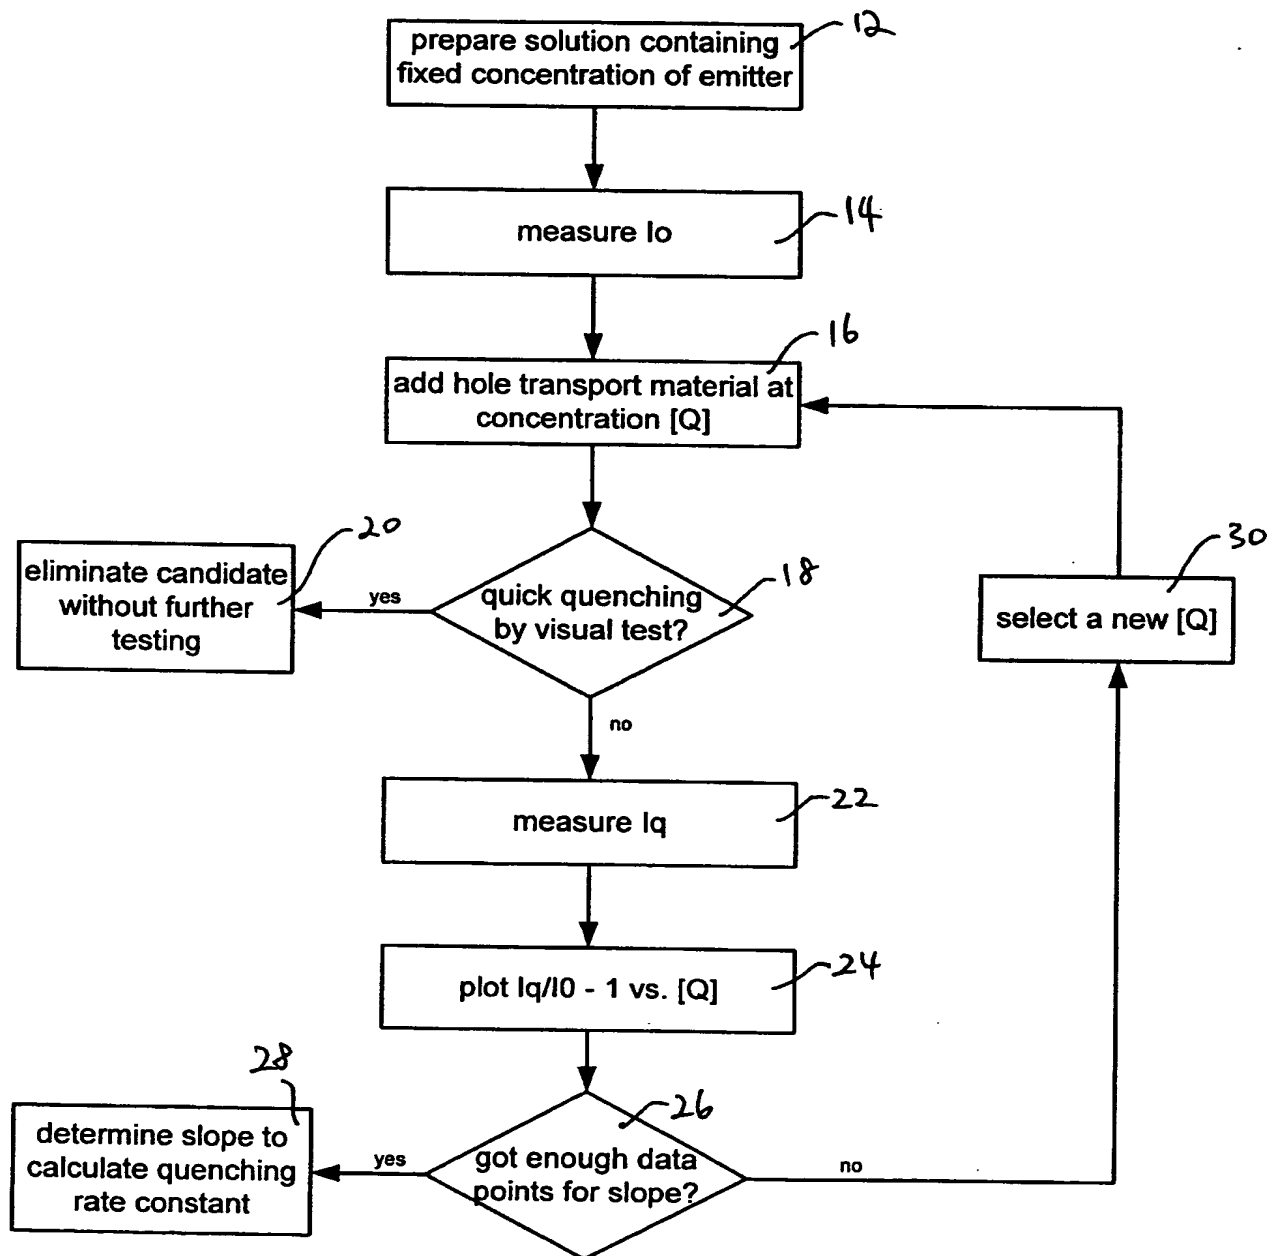 prepare solution containing
fixed concentration of emitter
12
measure Io
14
16
add hole transport material at
concentration [Q]
20
eliminate candidate
without further
testing
yes
quick quenching
by visual test?
18
30
select a new [Q]
no
measure Iq
22
plot Iq/I0 - 1 vs. [Q]
24
28
determine slope to
calculate quenching
rate constant
yes
26
got enough data
points for slope?
no